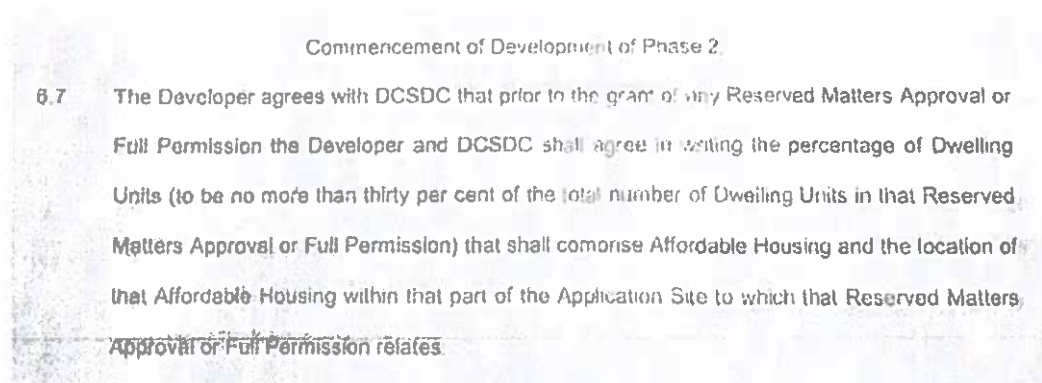 Commencement of Development of Phase 2.
6.7 The Developer agrees with DCSDC that prior to the grant of any Reserved Matters Approval or
Full Permission the Developer and DCSDC shall agree in writing the percentage of Dwelling
Units (to be no more than thirty per cent of the total number of Dwelling Units in that Reserved
Matters Approval or Full Permission) that shall comprise Affordable Housing and the location of
that Affordable Housing within that part of the Application Site to which that Reserved Matters
Approval or Full Permission relates.